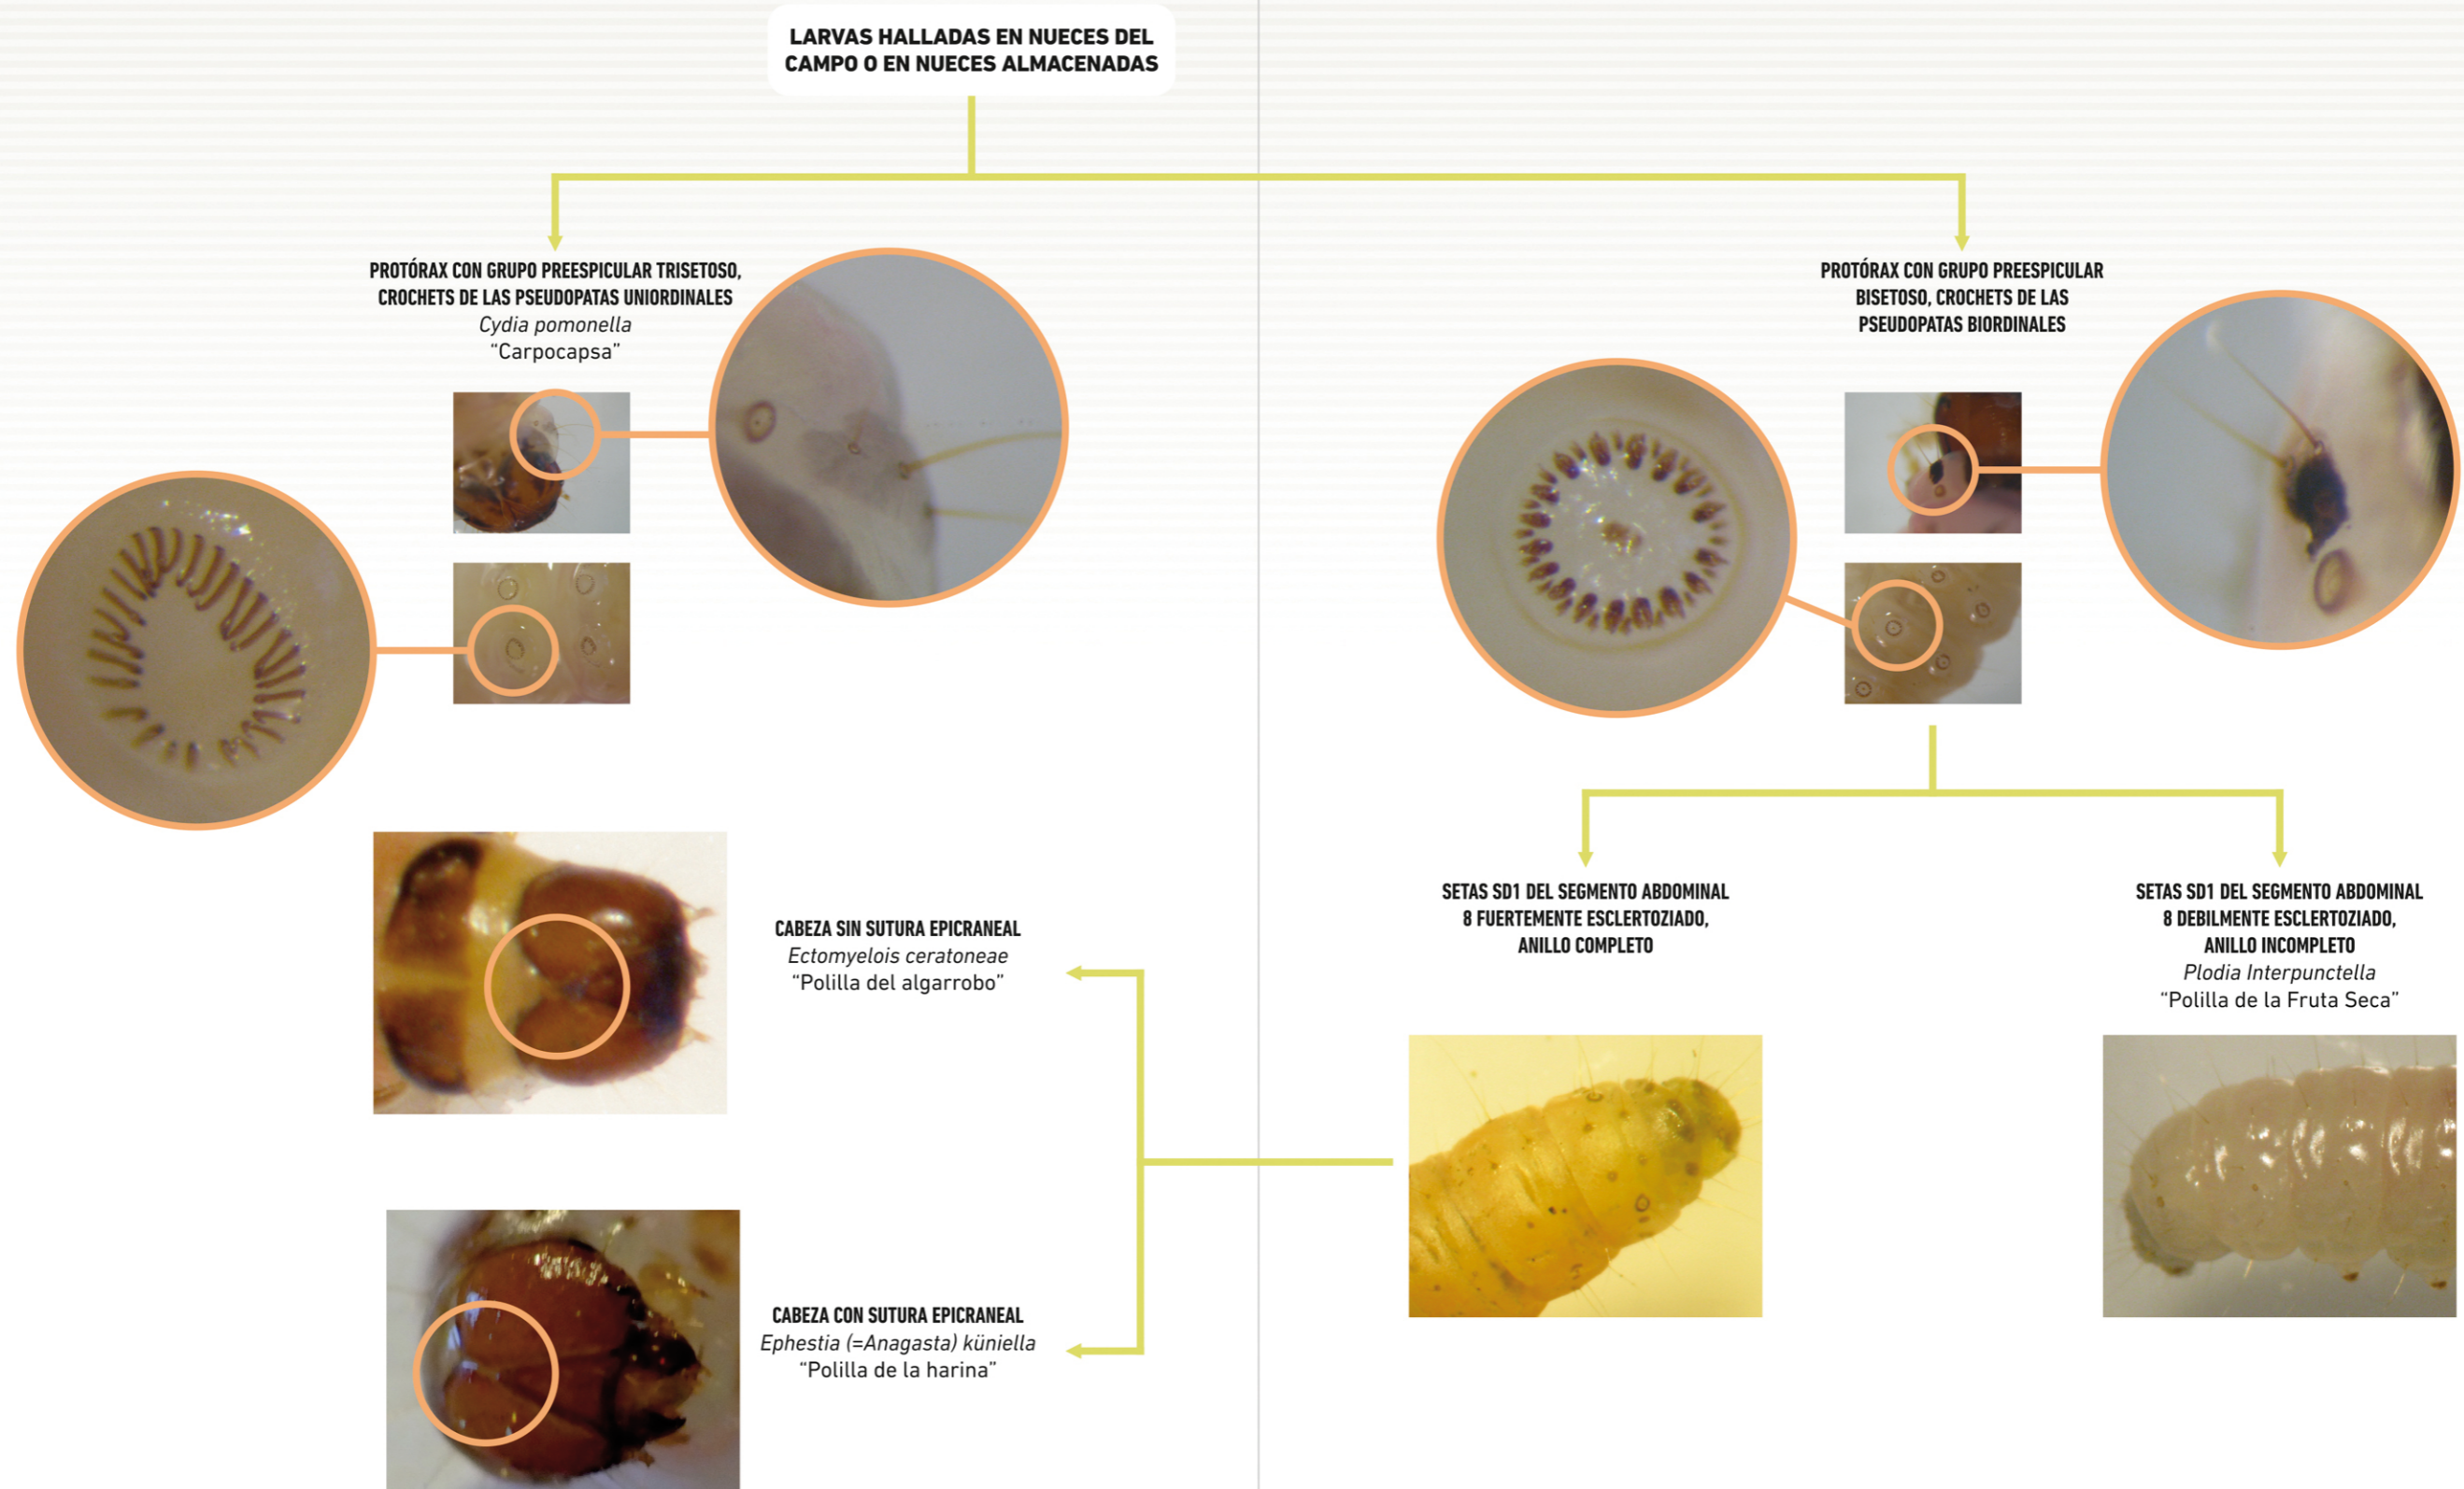 LARVAS HALLADAS EN NUECES DEL
CAMPO O EN NUECES ALMACENADAS
PROTÓRAX CON GRUPO PREESPICULAR TRISETOSO,
CROCHETS DE LAS PSEUDOPATAS UNIORDINALES
Cydia pomonella
“Carpocapsa”
PROTÓRAX CON GRUPO PREESPICULAR
BISETOSO, CROCHETS DE LAS
PSEUDOPATAS BIORDINALES
SETAS SD1 DEL SEGMENTO ABDOMINAL
8 FUERTEMENTE ESCLERTOZIADO,
ANILLO COMPLETO
SETAS SD1 DEL SEGMENTO ABDOMINAL
8 DEBILMENTE ESCLERTOZIADO,
ANILLO INCOMPLETO
Plodia Interpunctella
“Polilla de la Fruta Seca”
CABEZA SIN SUTURA EPICRANEAL
Ectomyelois ceratoneae
“Polilla del algarrobo”
CABEZA CON SUTURA EPICRANEAL
Ephestia (=Anagasta) küniella
“Polilla de la harina”